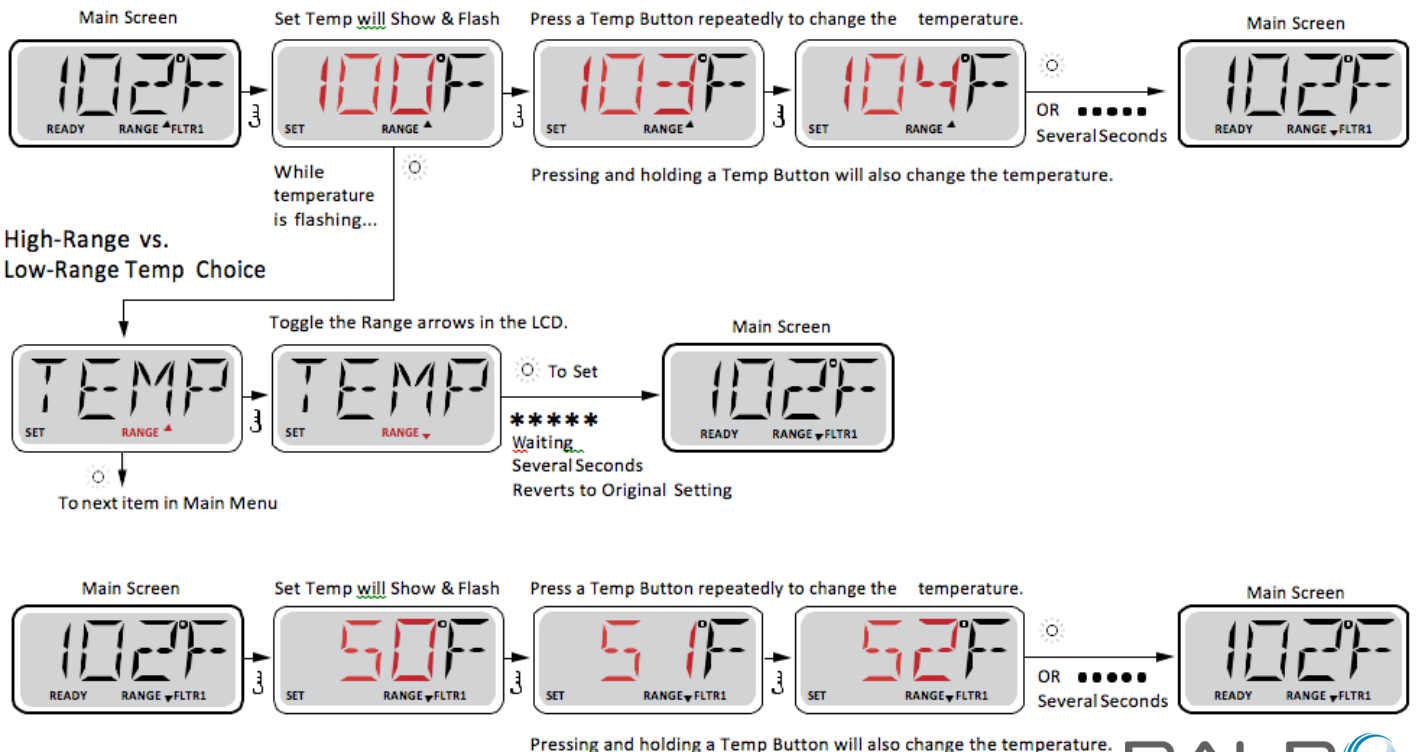 Main Screen
Set Temp will Show & Flash
Press a Temp Button repeatedly to change the temperature.
Main Screen
102°F
READY RANGE FLTR1
100°F
SET RANGE
103°F
SET RANGE
104°F
SET RANGE
OR
Several Seconds
102°F
READY RANGE FLTR1
While
temperature
is flashing...
Pressing and holding a Temp Button will also change the temperature.
High-Range vs.
Low-Range Temp Choice
Toggle the Range arrows in the LCD.
Main Screen
TEMP
SET RANGE
TEMP
SET RANGE
To Set
*****
Waiting
Several Seconds
Reverts to Original Setting
102°F
READY RANGE FLTR1
To next item in Main Menu
Main Screen
Set Temp will Show & Flash
Press a Temp Button repeatedly to change the temperature.
Main Screen
102°F
READY RANGE FLTR1
50°F
SET RANGE FLTR1
51°F
SET RANGE FLTR1
52°F
SET RANGE FLTR1
OR
Several Seconds
102°F
READY RANGE FLTR1
Pressing and holding a Temp Button will also change the temperature.